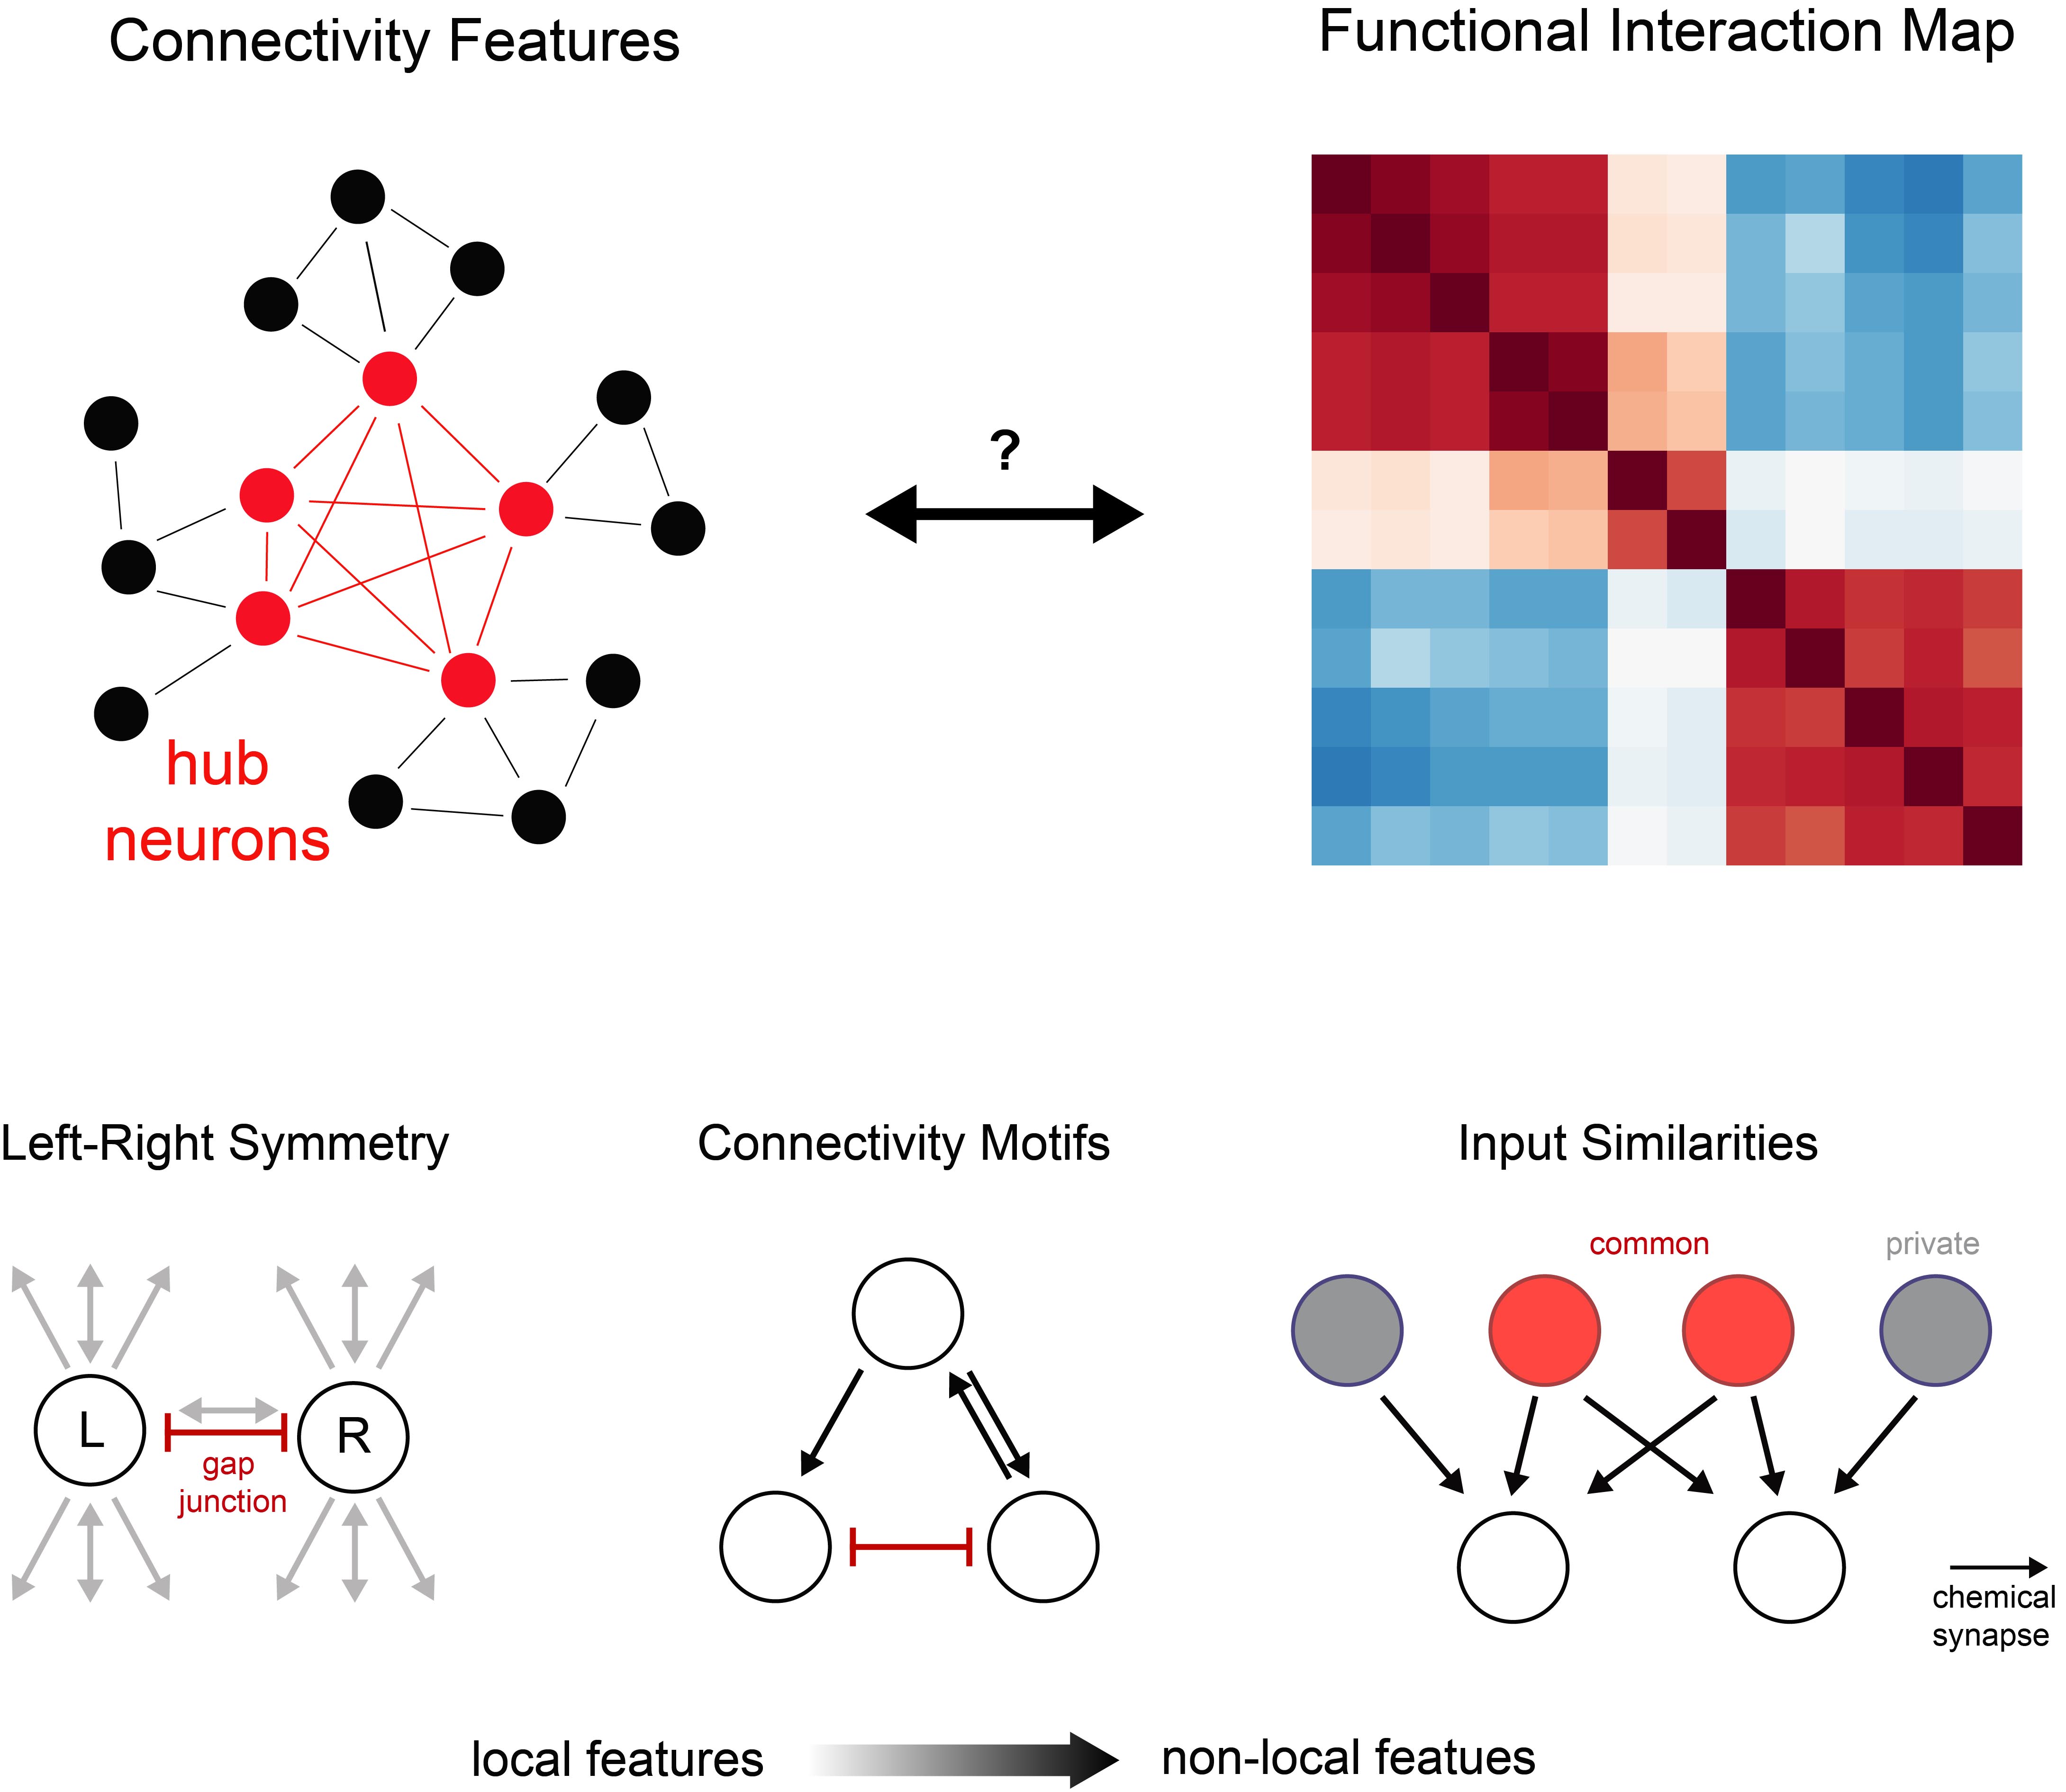 Connectivity Features
Functional Interaction Map
?
hub
neurons
Left-Right Symmetry
Connectivity Motifs
Input Similarities
common
private
L
R
gap
junction
chemical
synapse
local features
non-local featues